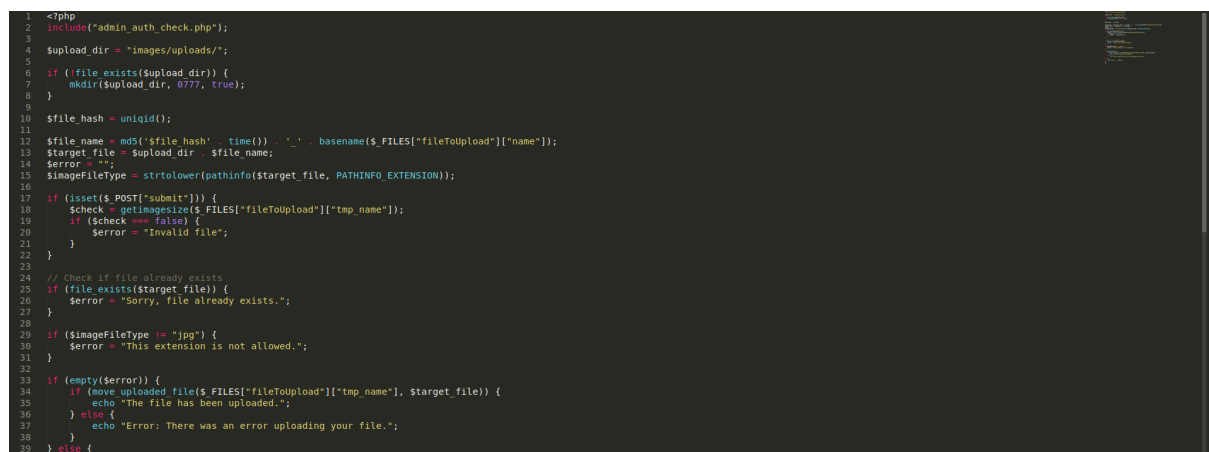 1 <?php
2 include("admin_auth_check.php");
3
4 $upload_dir = "images/uploads/";
5
6 if (!file_exists($upload_dir)) {
7 mkdir($upload_dir, 0777, true);
8 }
9
10 $file_hash = uniqid();
11
12 $file_name = md5('$file_hash' . time()) . '_' . basename($_FILES["fileToUpload"]["name"]);
13 $target_file = $upload_dir . $file_name;
14 $error = "";
15 $imageFileType = strtolower(pathinfo($target_file, PATHINFO_EXTENSION));
16
17 if (isset($_POST["submit"])) {
18 $check = getimagesize($_FILES["fileToUpload"]["tmp_name"]);
19 if ($check === false) {
20 $error = "Invalid file";
21 }
22 }
23
24 // Check if file already exists
25 if (file_exists($target_file)) {
26 $error = "Sorry, file already exists.";
27 }
28
29 if ($imageFileType != "jpg") {
30 $error = "This extension is not allowed.";
31 }
32
33 if (empty($error)) {
34 if (move_uploaded_file($_FILES["fileToUpload"]["tmp_name"], $target_file)) {
35 echo "The file has been uploaded.";
36 } else {
37 echo "Error: There was an error uploading your file.";
38 }
39 } else {